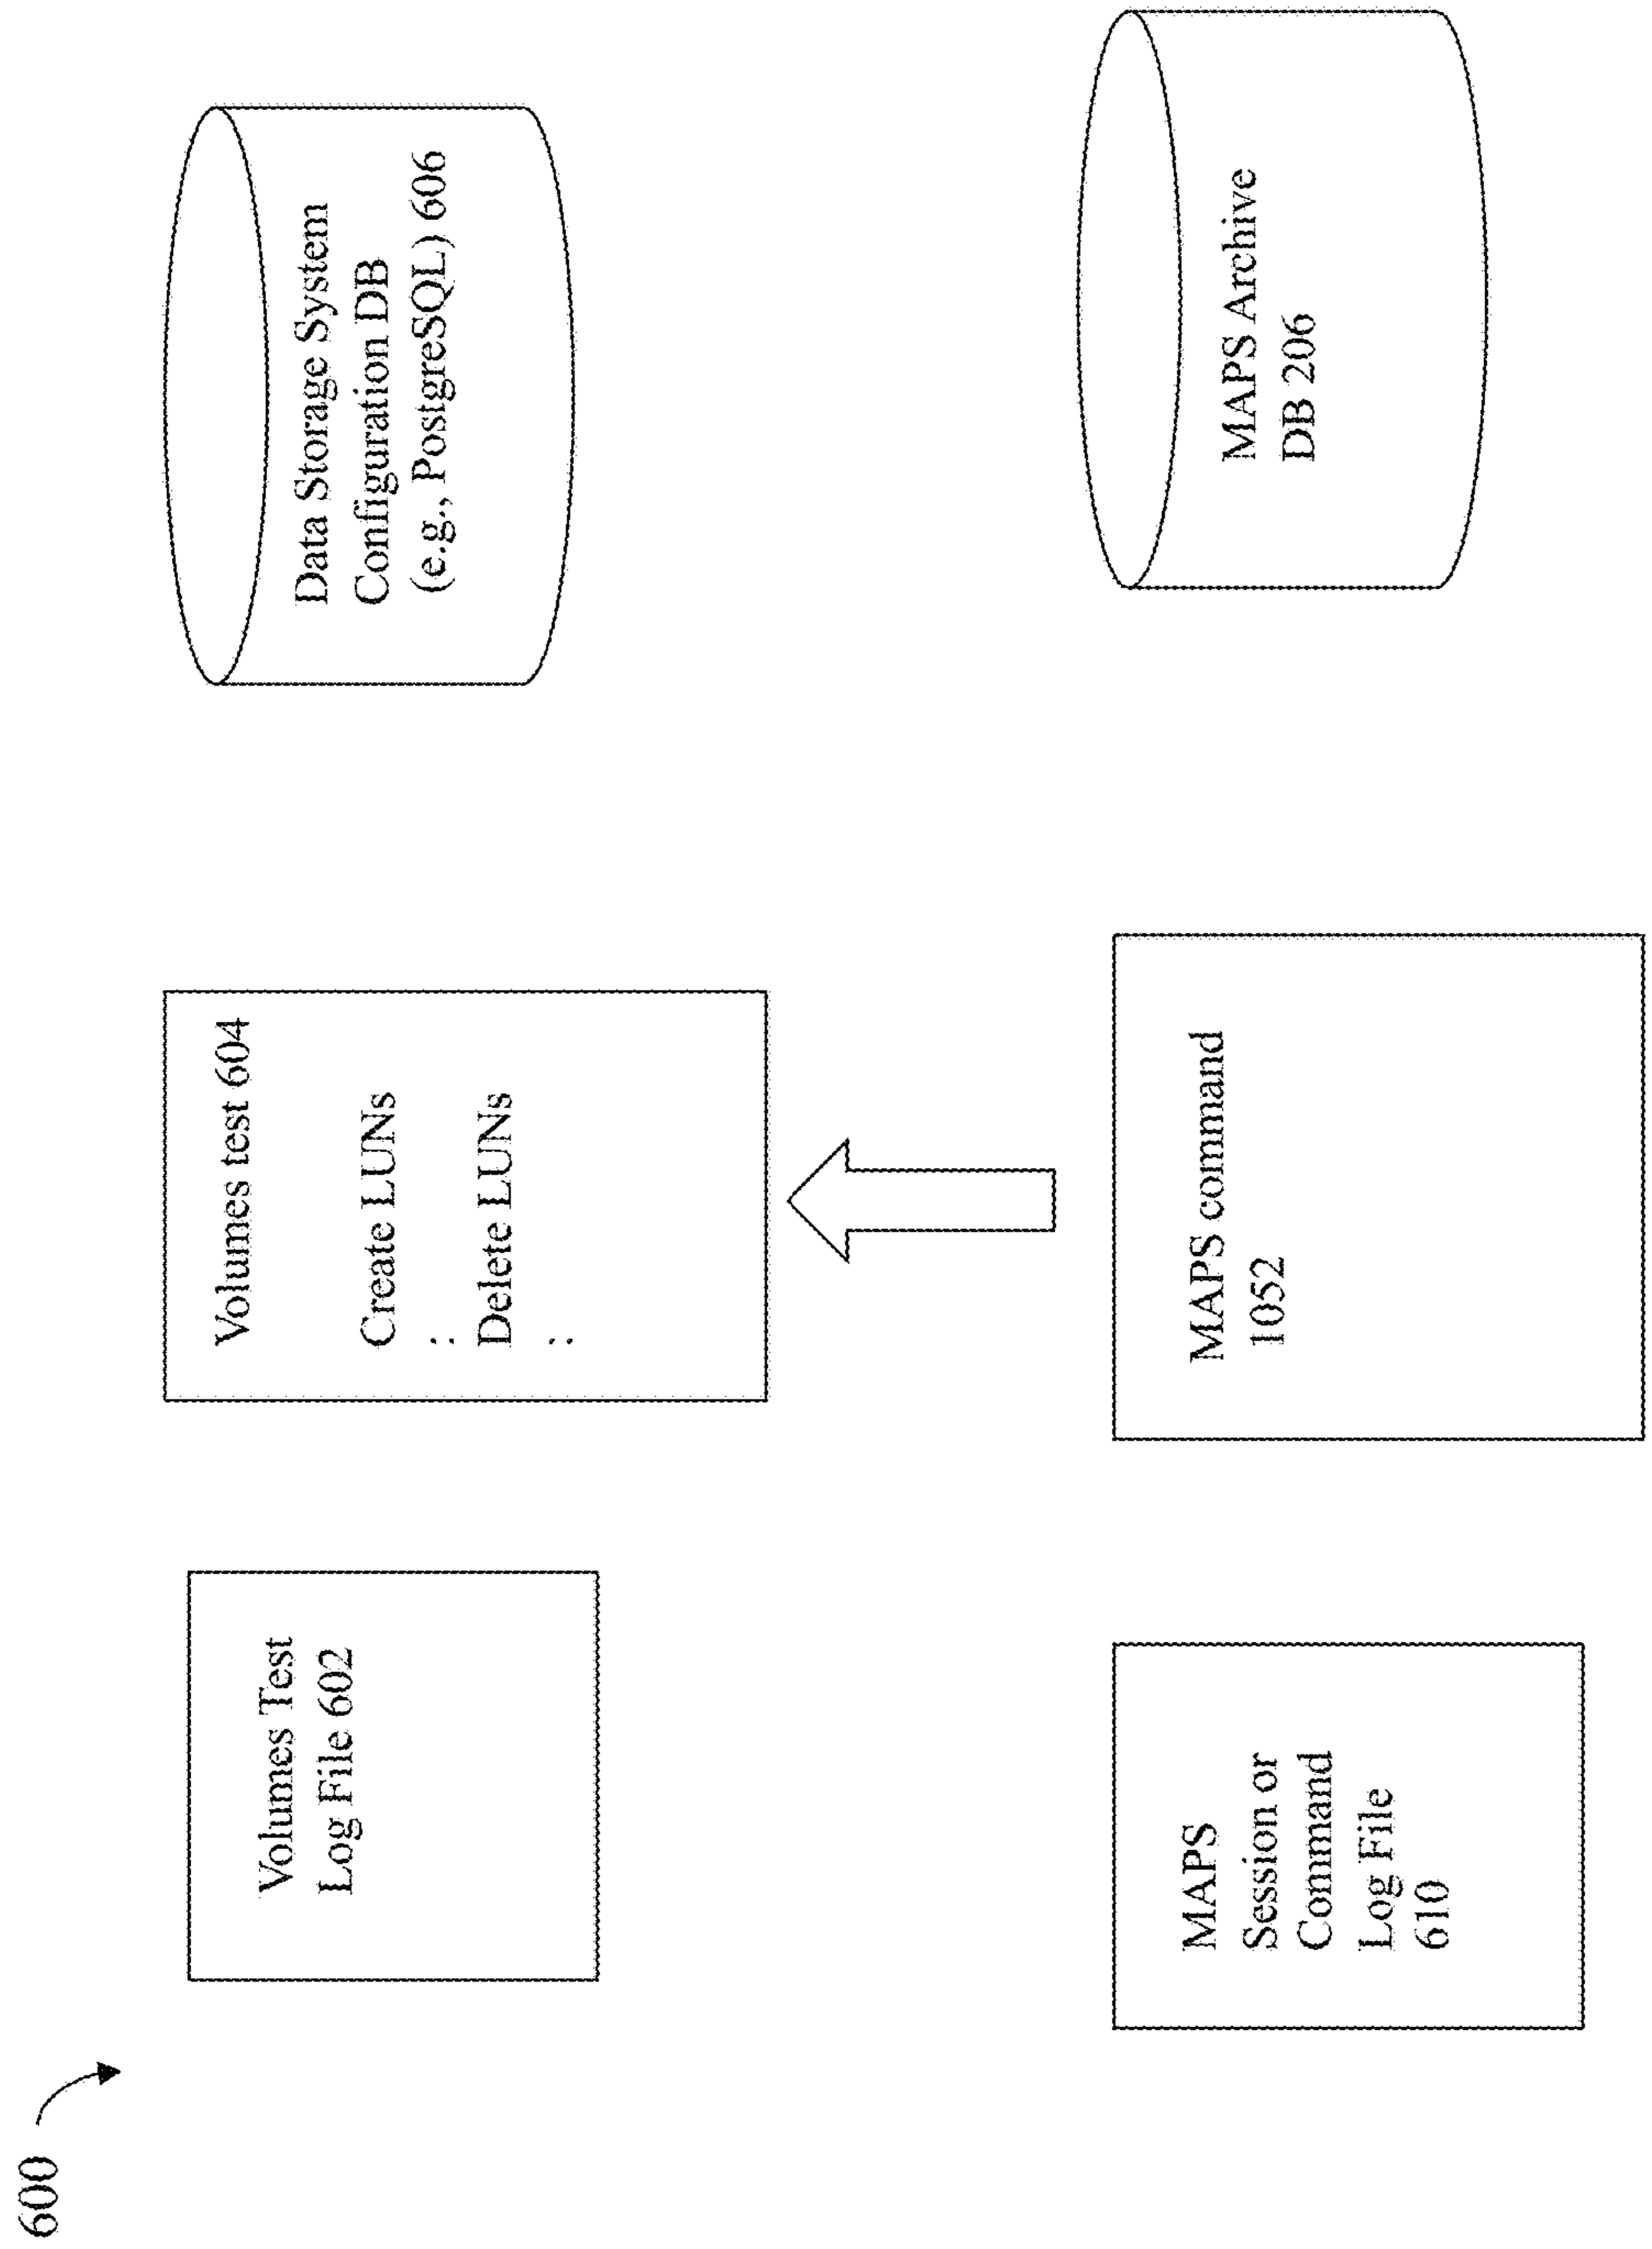 600
Volumes Test
Log File 602
Volumes test 604
Create LUNs
:
Delete LUNs
:
Data Storage System
Configuration DB
(e.g., PostgreSQL) 606
MAPS
Session or
Command
Log File
610
MAPS command
1052
MAPS Archive
DB 206